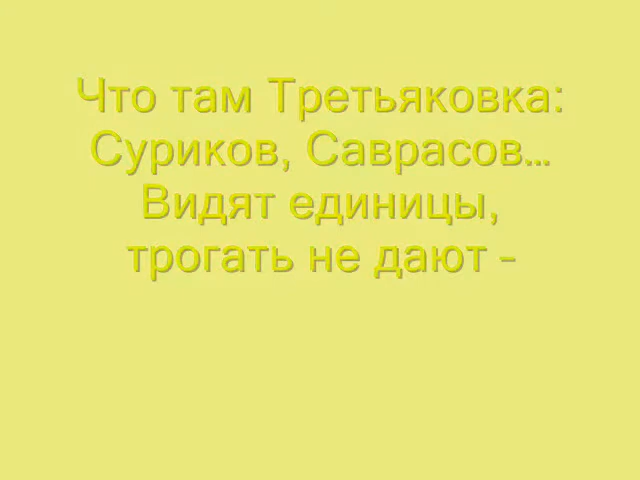 Что там Третьяковка:
Суриков, Саврасов...
Видят единицы,
трогать не дают -